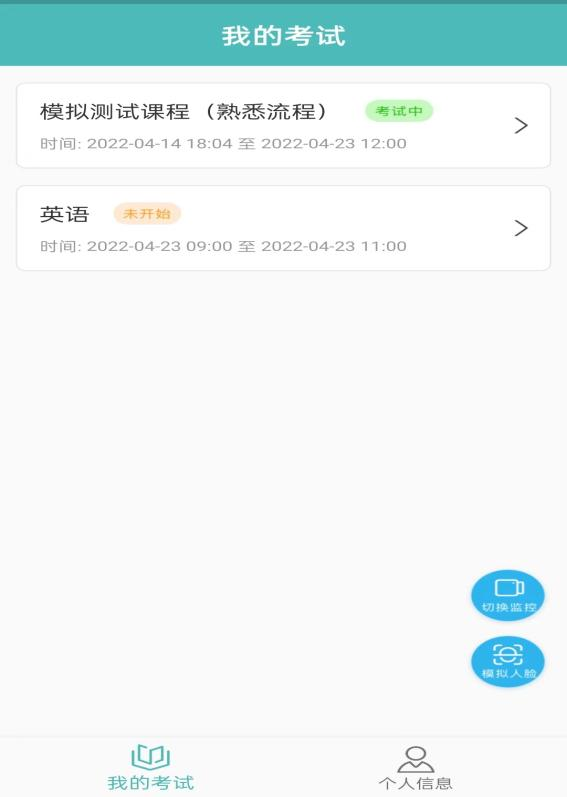 我的考试
模拟测试课程（熟悉流程） 考试中
时间: 2022-04-14 18:04 至 2022-04-23 12:00
英语 未开始
时间: 2022-04-23 09:00 至 2022-04-23 11:00
切换监控
模拟人脸
我的考试 个人信息